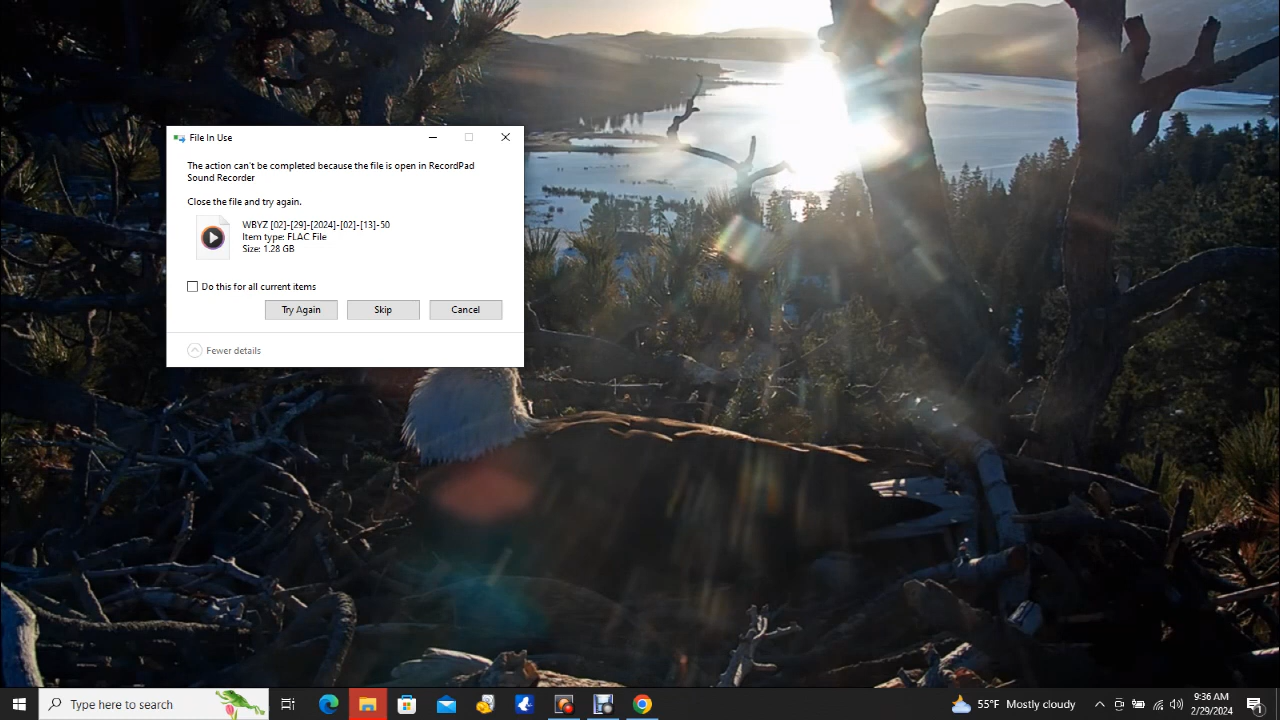 File In Use
The action can't be completed because the file is open in RecordPad
Sound Recorder
Close the file and try again.
WBYZ [02]-[29]-[2024]-[02]-[13]-50
Item type: FLAC File
Size: 1.28 GB
Do this for all current items
Try Again
Skip
Cancel
Fewer details
Type here to search
55°F Mostly cloudy
9:36 AM
2/29/2024
1